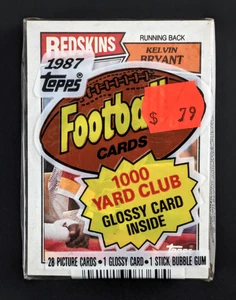 REDSKINS
RUNNING BACK
KELVIN
BRYANT
1987
TOPPS®
Football
CARDS
$ 79
1000
YARD CLUB
GLOSSY CARD
INSIDE
Topps
28 PICTURE CARDS • 1 GLOSSY CARD • 1 STICK BUBBLE GUM